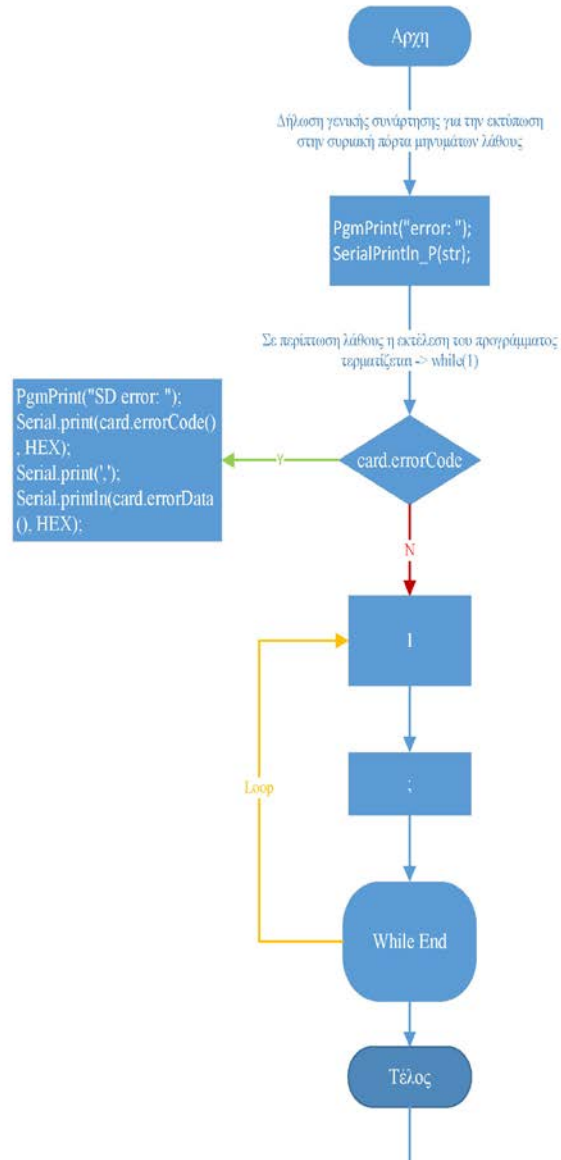 Αρχη
Δήλωση γενικής συνάρτησης για την εκτύπωση
στην συριακή πόρτα μηνυμάτων λάθους
PgmPrint("error: ");
SerialPrintln_P(str);
Σε περίπτωση λάθους η εκτέλεση του προγράμματος
τερματίζεται -> while(1)
PgmPrint("SD error: ");
Serial.print(card.errorCode()
, HEX);
Serial.print(',');
Serial.println(card.errorData
(), HEX);
Y
card.errorCode
N
1
;
Loop
While End
Τέλος